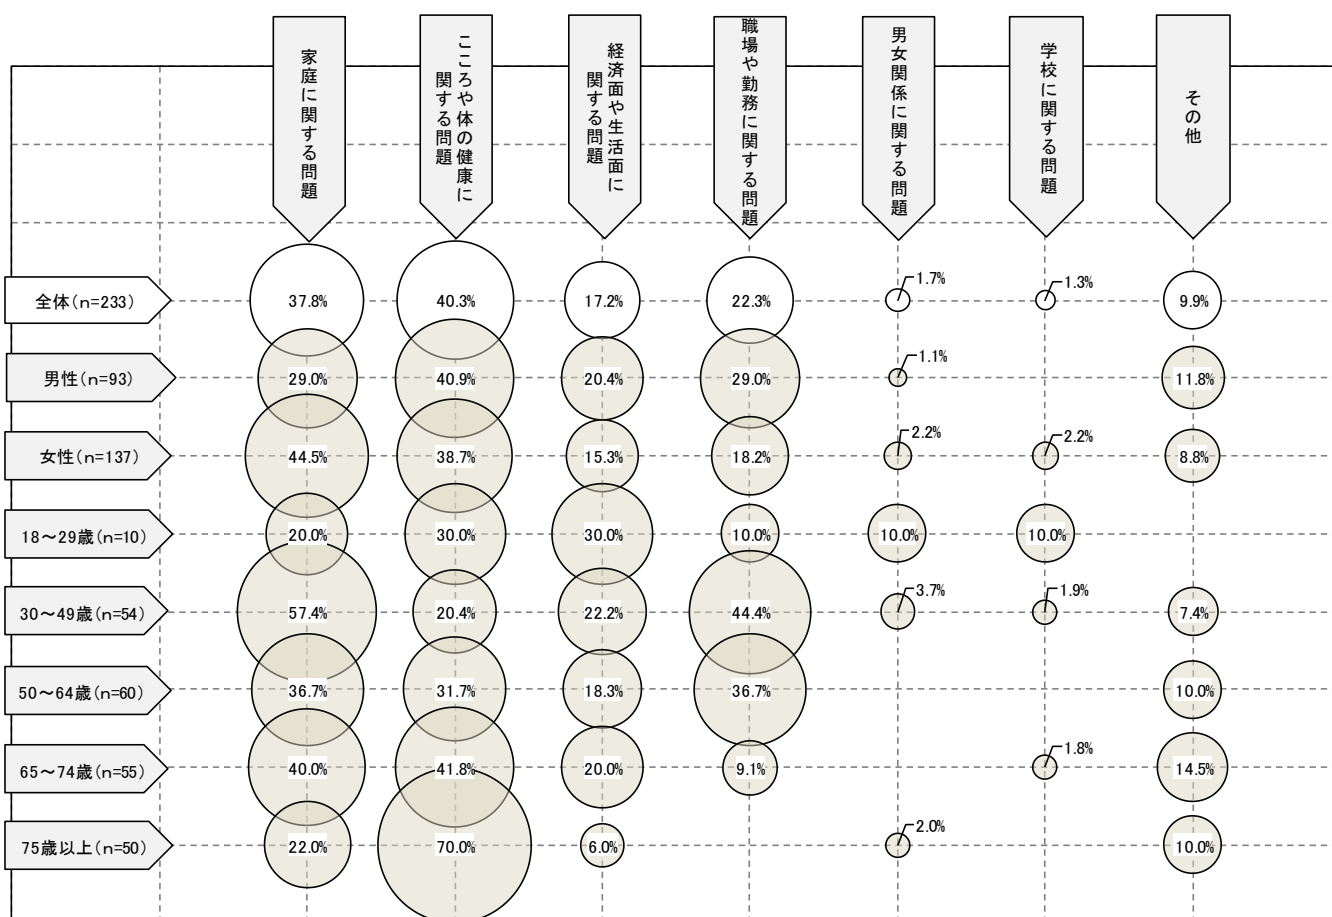 家庭に関する問題
こころや体の健康に
関する問題
経済面や生活面に
関する問題
職場や勤務に関する問題
男女関係に関する問題
学校に関する問題
その他
全体(n=233)
37.8%
40.3%
17.2%
22.3%
1.7%
1.3%
9.9%
男性(n=93)
29.0%
40.9%
20.4%
29.0%
1.1%
11.8%
女性(n=137)
44.5%
38.7%
15.3%
18.2%
2.2%
2.2%
8.8%
18~29歳(n=10)
20.0%
30.0%
30.0%
10.0%
10.0%
10.0%
30~49歳(n=54)
57.4%
20.4%
22.2%
44.4%
3.7%
1.9%
7.4%
50~64歳(n=60)
36.7%
31.7%
18.3%
36.7%
10.0%
65~74歳(n=55)
40.0%
41.8%
20.0%
9.1%
1.8%
14.5%
75歳以上(n=50)
22.0%
70.0%
6.0%
2.0%
10.0%